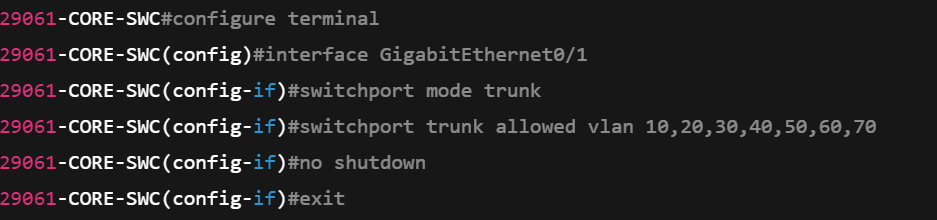 29061-CORE-SWC#configure terminal
29061-CORE-SWC(config)#interface GigabitEthernet0/1
29061-CORE-SWC(config-if)#switchport mode trunk
29061-CORE-SWC(config-if)#switchport trunk allowed vlan 10,20,30,40,50,60,70
29061-CORE-SWC(config-if)#no shutdown
29061-CORE-SWC(config-if)#exit